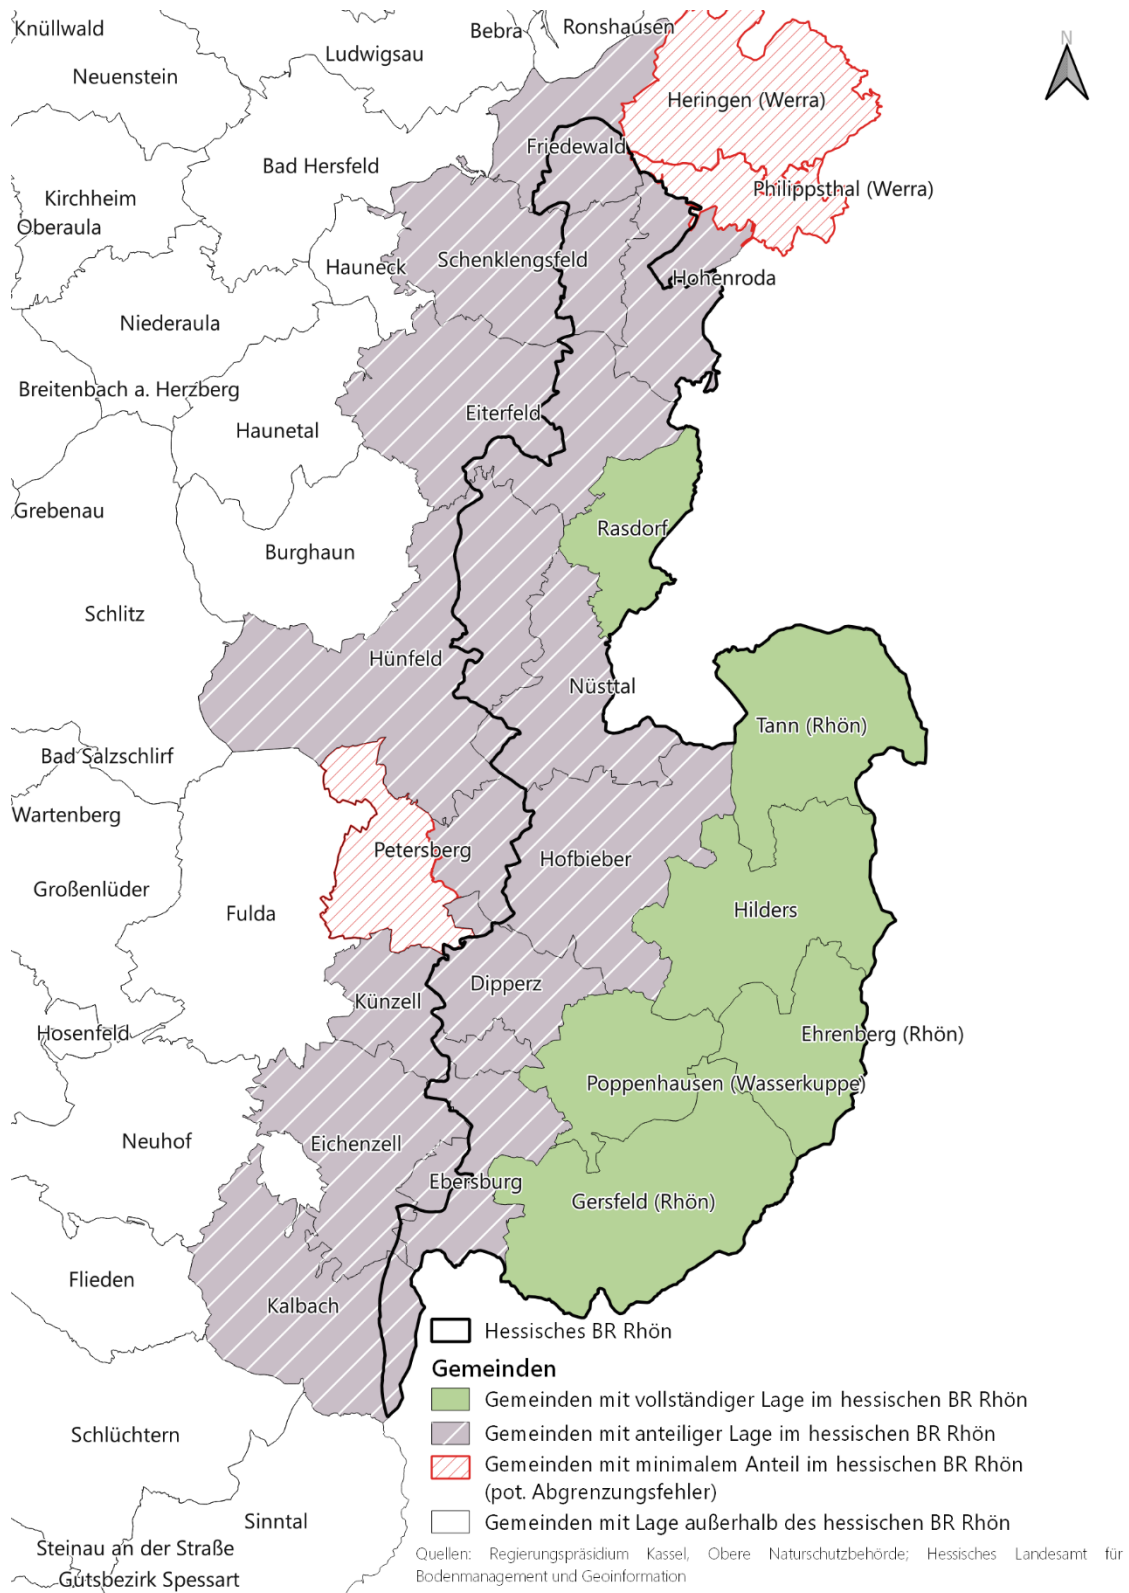 Knüllwald
Bebra
Ronshausen
Ludwigsau
N
Neuenstein
Heringen (Werra)
Friedewald
Bad Hersfeld
Philippsthal (Werra)
Kirchheim
Oberaula
Hauneck
Schenklengsfeld
Hohenroda
Niederaula
Breitenbach a. Herzberg
Eiterfeld
Haunetal
Grebenau
Rasdorf
Burghaun
Schlitz
Hünfeld
Nüsttal
Tann (Rhön)
Bad Salzschlirf
Wartenberg
Petersberg
Hofbieber
Großenlüder
Fulda
Hilders
Dipperz
Künzell
Hosenfeld
Ehrenberg (Rhön)
Poppenhausen (Wasserkuppe)
Neuhof
Eichenzell
Ebersburg
Gersfeld (Rhön)
Flieden
Kalbach
Schlüchtern
Sinntal
Steinau an der Straße
Gutsbezirk Spessart
Hessisches BR Rhön
Gemeinden
Gemeinden mit vollständiger Lage im hessischen BR Rhön
Gemeinden mit anteiliger Lage im hessischen BR Rhön
Gemeinden mit minimalem Anteil im hessischen BR Rhön
(pot. Abgrenzungsfehler)
Gemeinden mit Lage außerhalb des hessischen BR Rhön
Quellen: Regierungspräsidium Kassel, Obere Naturschutzbehörde; Hessisches Landesamt für
Bodenmanagement und Geoinformation